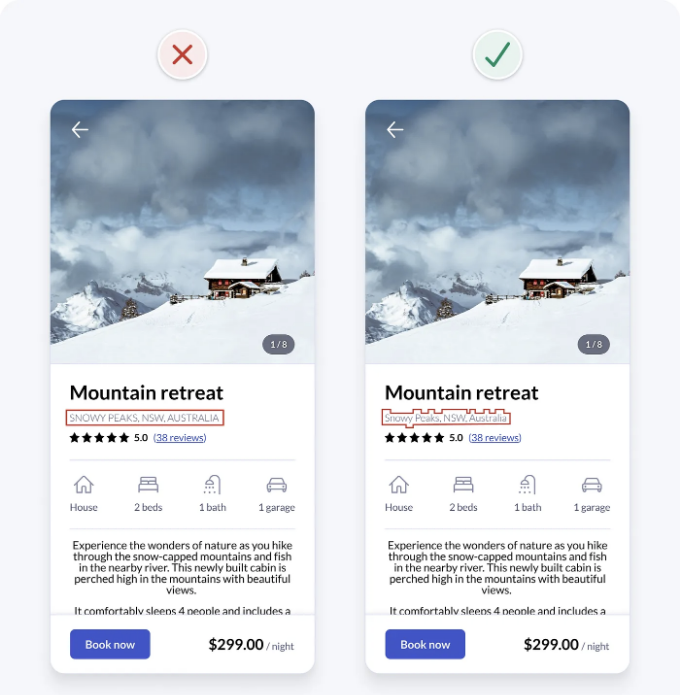 1 / 8
Mountain retreat
SNOWY PEAKS, NSW, AUSTRALIA
5.0 (38 reviews)
House 2 beds 1 bath 1 garage
Experience the wonders of nature as you hike
through the snow-capped mountains and fish
in the nearby river. This newly built cabin is
perched high in the mountains with beautiful
views.
It comfortably sleeps 4 people and includes a
Book now $299.00 / night
1 / 8
Mountain retreat
Snowy Peaks, NSW, Australia
5.0 (38 reviews)
House 2 beds 1 bath 1 garage
Experience the wonders of nature as you hike
through the snow-capped mountains and fish
in the nearby river. This newly built cabin is
perched high in the mountains with beautiful
views.
It comfortably sleeps 4 people and includes a
Book now $299.00 / night